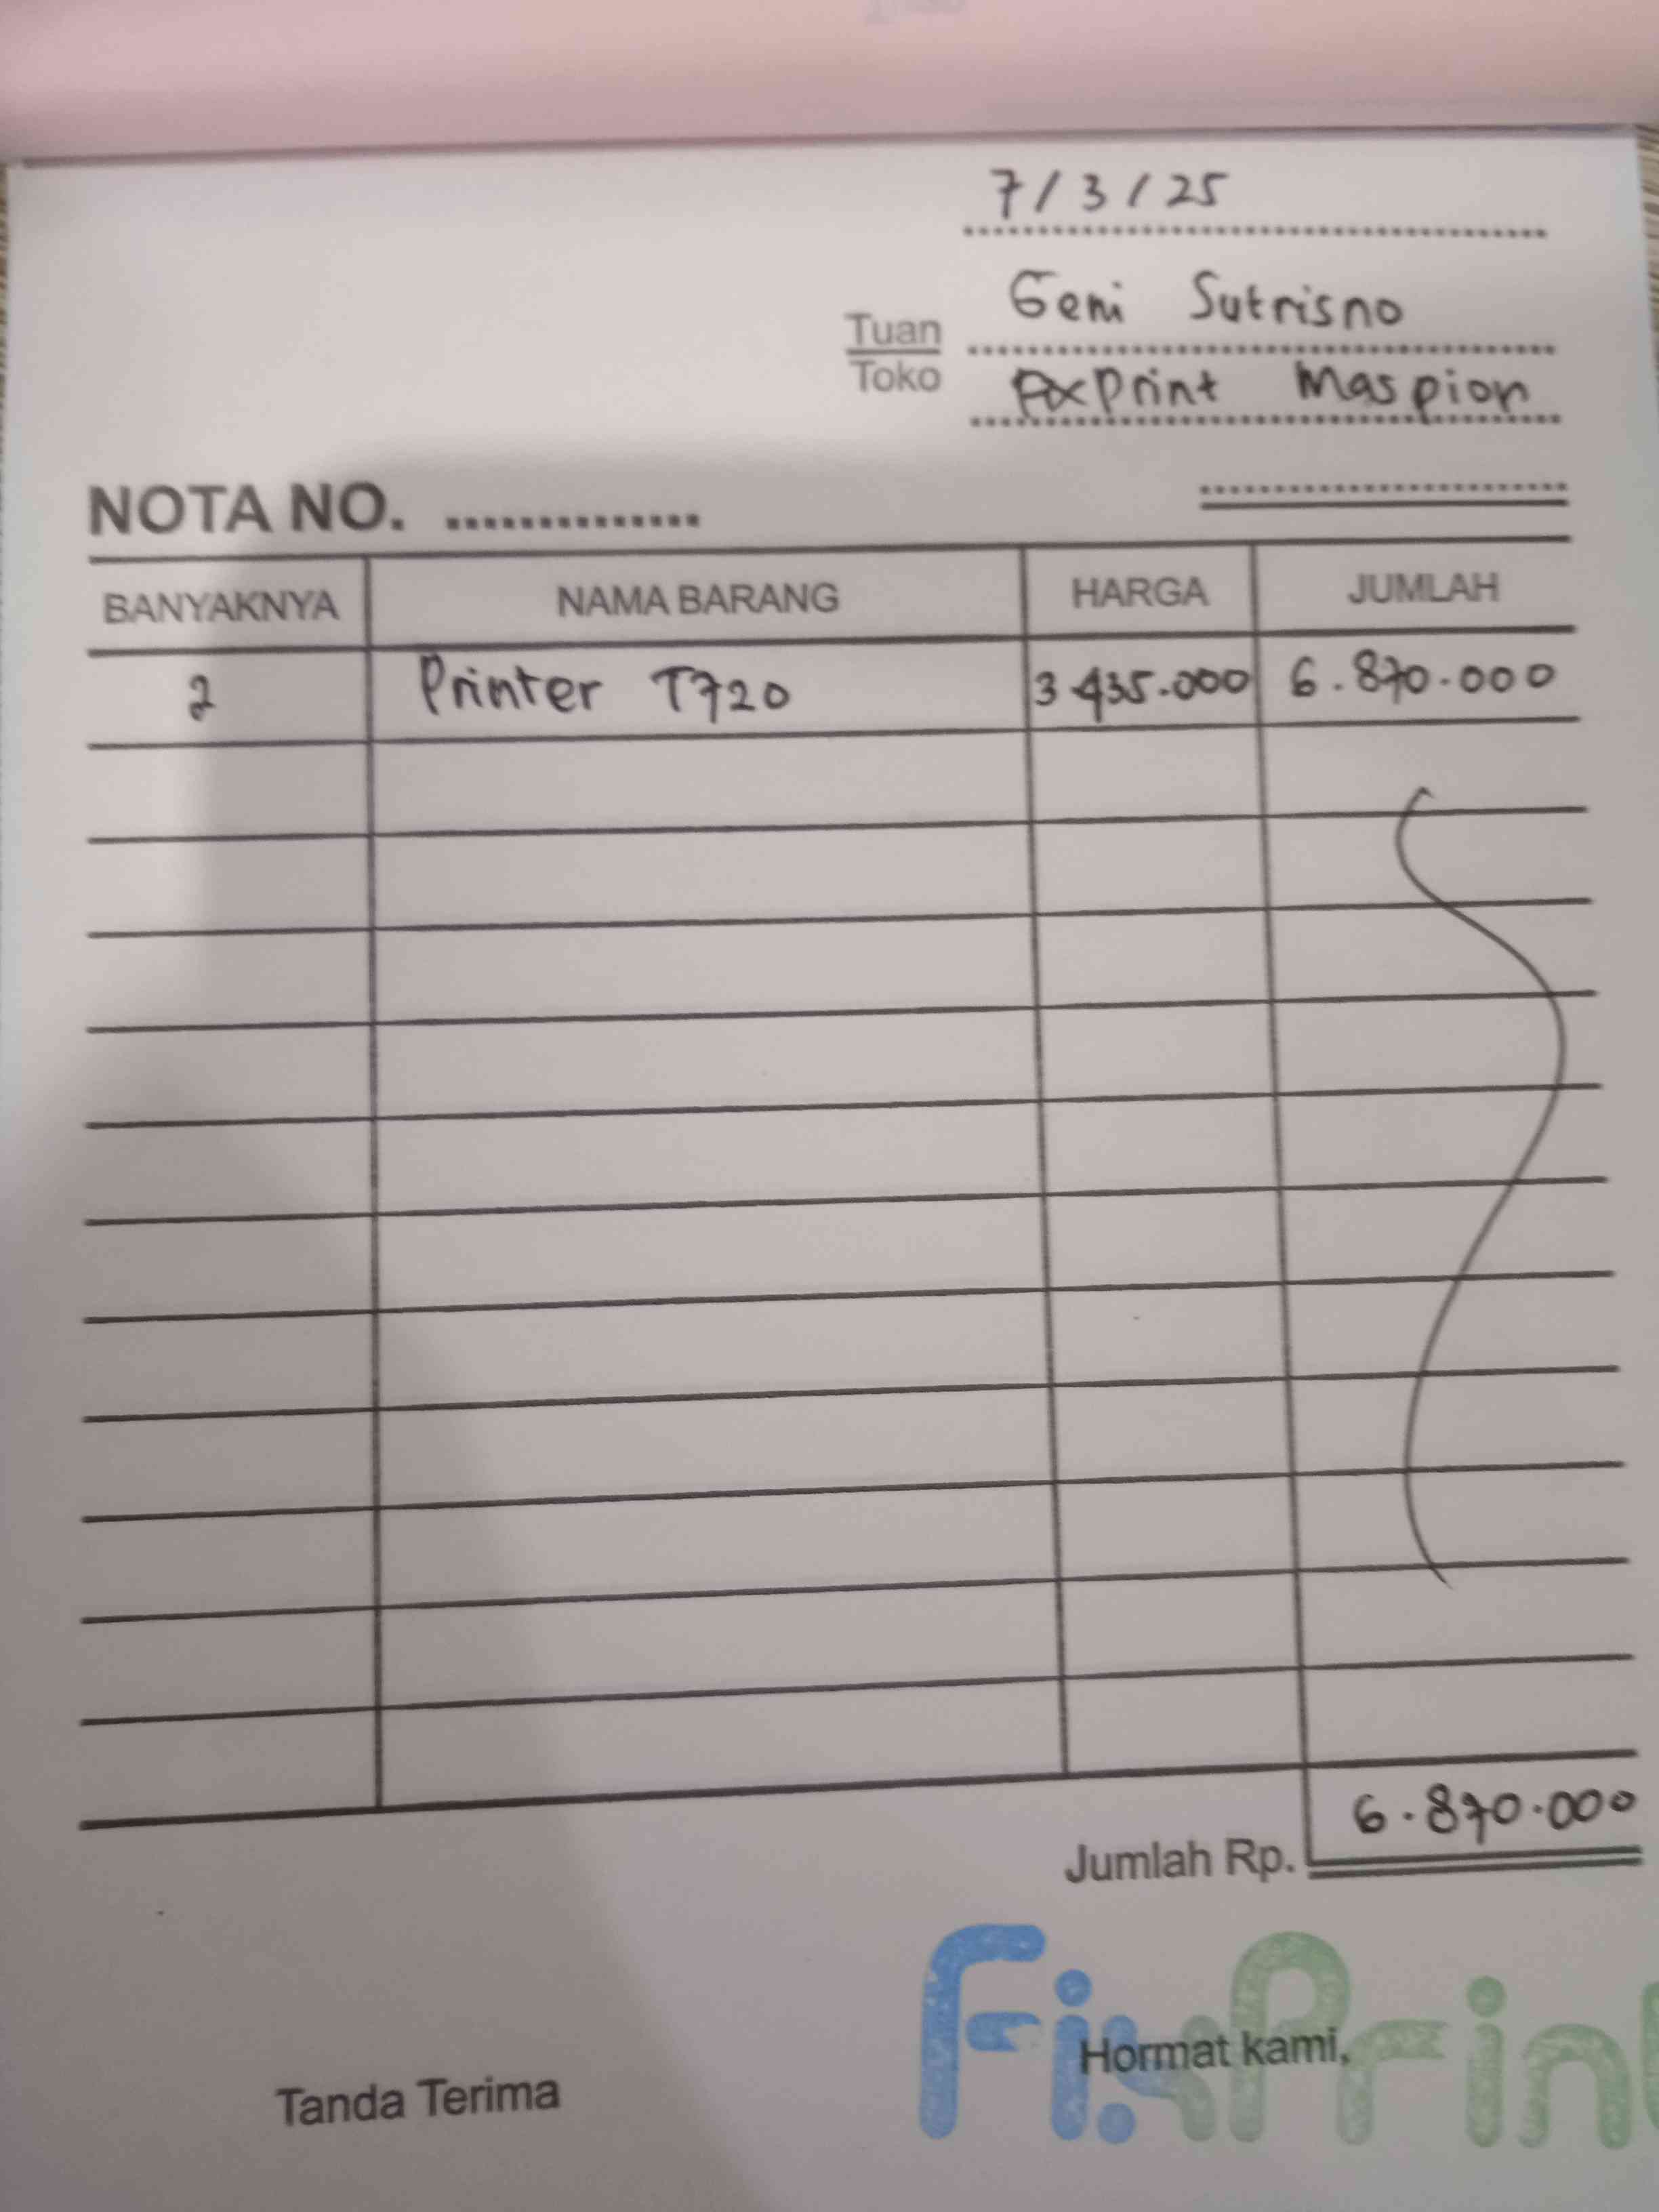 7/3/25
Geni Sutrisno
Tuan
Toko
FixPrint Maspion
NOTA NO. ..............
BANYAKNYA NAMA BARANG HARGA JUMLAH
2 Printer T720 3.435.000 6.870.000
Jumlah Rp. 6.870.000
FixPrint
Hormat kami,
Tanda Terima